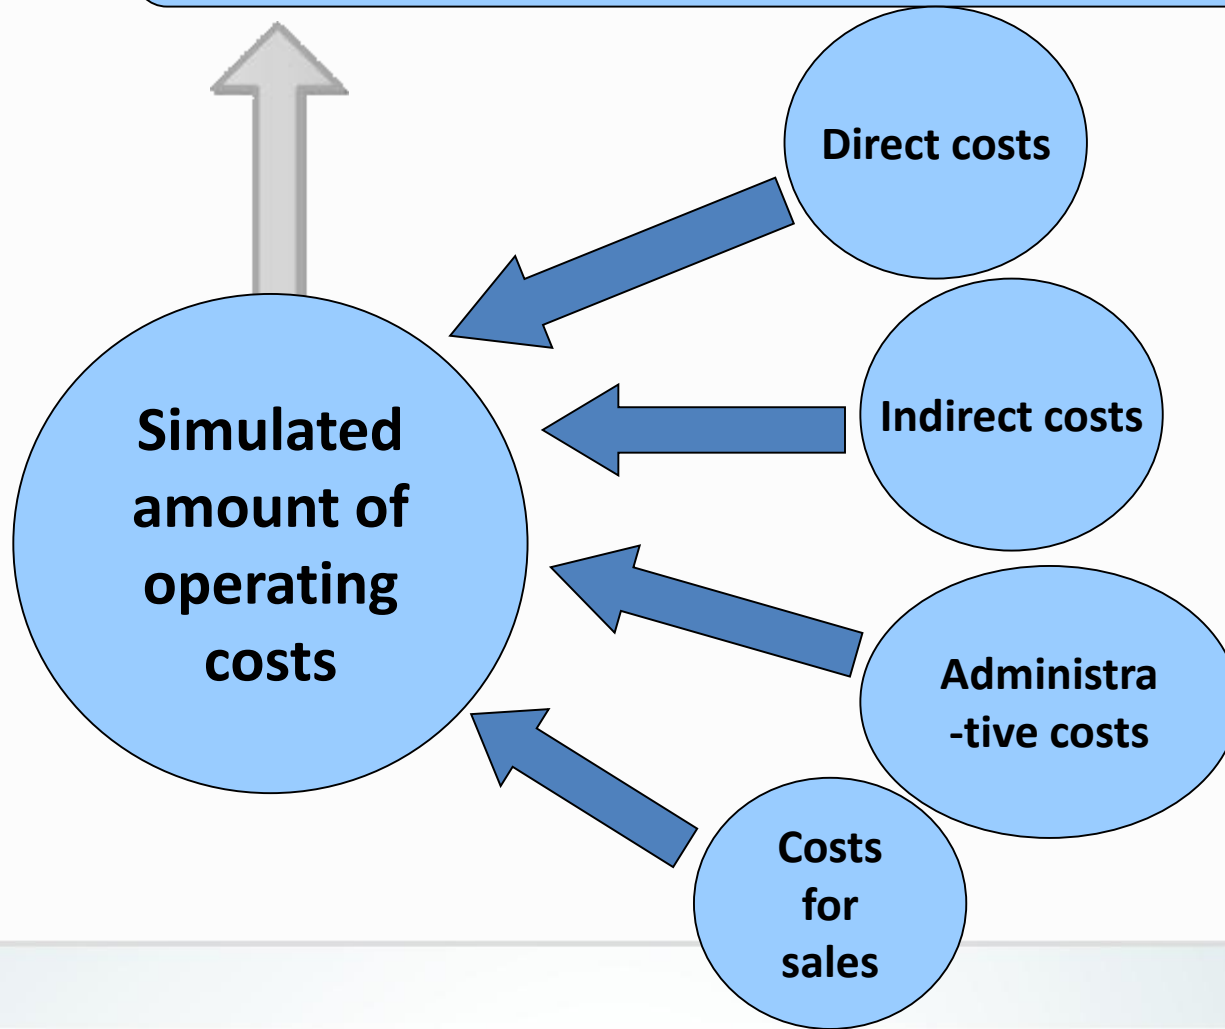 Direct costs
Indirect costs
Simulated
amount of
operating
costs
Administra
-tive costs
Costs
for
sales